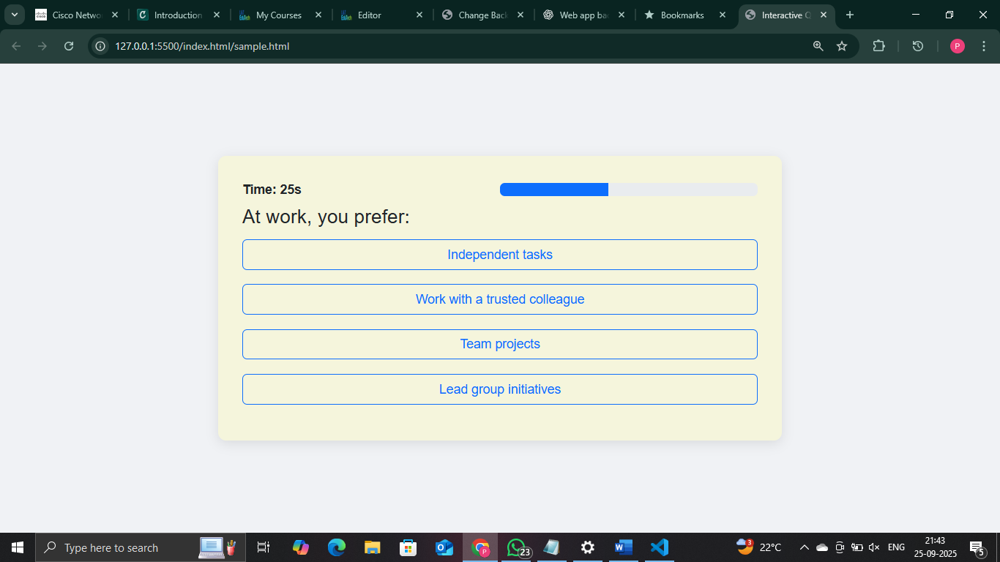 Cisco Netwo
Introduction
My Courses
Editor
Change Back
Web app ba
Bookmarks
Interactive Q
127.0.0.1:5500/index.html/sample.html
P
Time: 25s
At work, you prefer:
Independent tasks
Work with a trusted colleague
Team projects
Lead group initiatives
Type here to search
23
3
22°C
ENG
21:43
25-09-2025
5